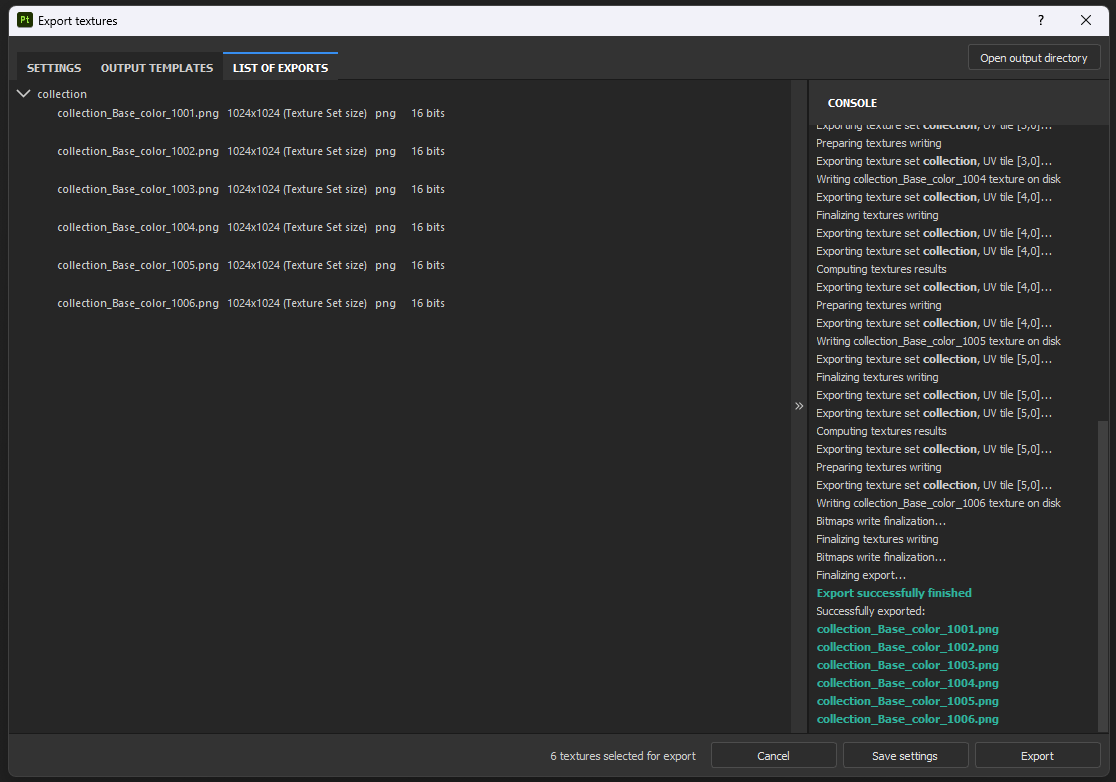 Pt Export textures ?
Open output directory
SETTINGS OUTPUT TEMPLATES LIST OF EXPORTS
collection
collection_Base_color_1001.png 1024x1024 (Texture Set size) png 16 bits
collection_Base_color_1002.png 1024x1024 (Texture Set size) png 16 bits
collection_Base_color_1003.png 1024x1024 (Texture Set size) png 16 bits
collection_Base_color_1004.png 1024x1024 (Texture Set size) png 16 bits
collection_Base_color_1005.png 1024x1024 (Texture Set size) png 16 bits
collection_Base_color_1006.png 1024x1024 (Texture Set size) png 16 bits
CONSOLE
Exporting texture set collection, UV tile [3,0]...
Preparing textures writing
Exporting texture set collection, UV tile [3,0]...
Writing collection_Base_color_1004 texture on disk
Exporting texture set collection, UV tile [4,0]...
Finalizing textures writing
Exporting texture set collection, UV tile [4,0]...
Exporting texture set collection, UV tile [4,0]...
Computing textures results
Exporting texture set collection, UV tile [4,0]...
Preparing textures writing
Exporting texture set collection, UV tile [4,0]...
Writing collection_Base_color_1005 texture on disk
Exporting texture set collection, UV tile [5,0]...
Finalizing textures writing
Exporting texture set collection, UV tile [5,0]...
Exporting texture set collection, UV tile [5,0]...
Computing textures results
Exporting texture set collection, UV tile [5,0]...
Preparing textures writing
Exporting texture set collection, UV tile [5,0]...
Writing collection_Base_color_1006 texture on disk
Bitmaps write finalization...
Finalizing textures writing
Bitmaps write finalization...
Finalizing export...
Export successfully finished
Successfully exported:
collection_Base_color_1001.png
collection_Base_color_1002.png
collection_Base_color_1003.png
collection_Base_color_1004.png
collection_Base_color_1005.png
collection_Base_color_1006.png
6 textures selected for export Cancel Save settings Export